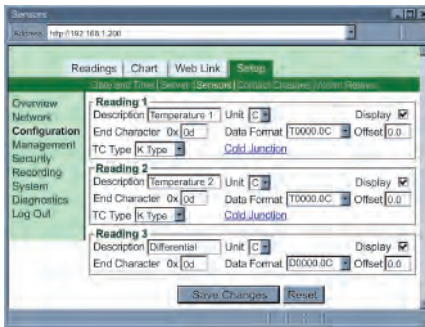 Sensors
Address http://192.168.1.200
Readings Chart Web Link Setup
Date and Time | Server | Sensors | Contact Closures | Alarm Relays
Overview
Network
Configuration
Management
Security
Recording
System
Diagnostics
Log Out
Reading 1
Description Temperature 1 Unit C Display
End Character 0x 0d Data Format T0000.0C Offset 0.0
TC Type K Type Cold Junction
Reading 2
Description Temperature 2 Unit C Display
End Character 0x 0d Data Format T0000.0C Offset 0.0
TC Type K Type Cold Junction
Reading 3
Description Differential Unit C Display
End Character 0x 0d Data Format D0000.0C Offset 0.0
Save Changes Reset